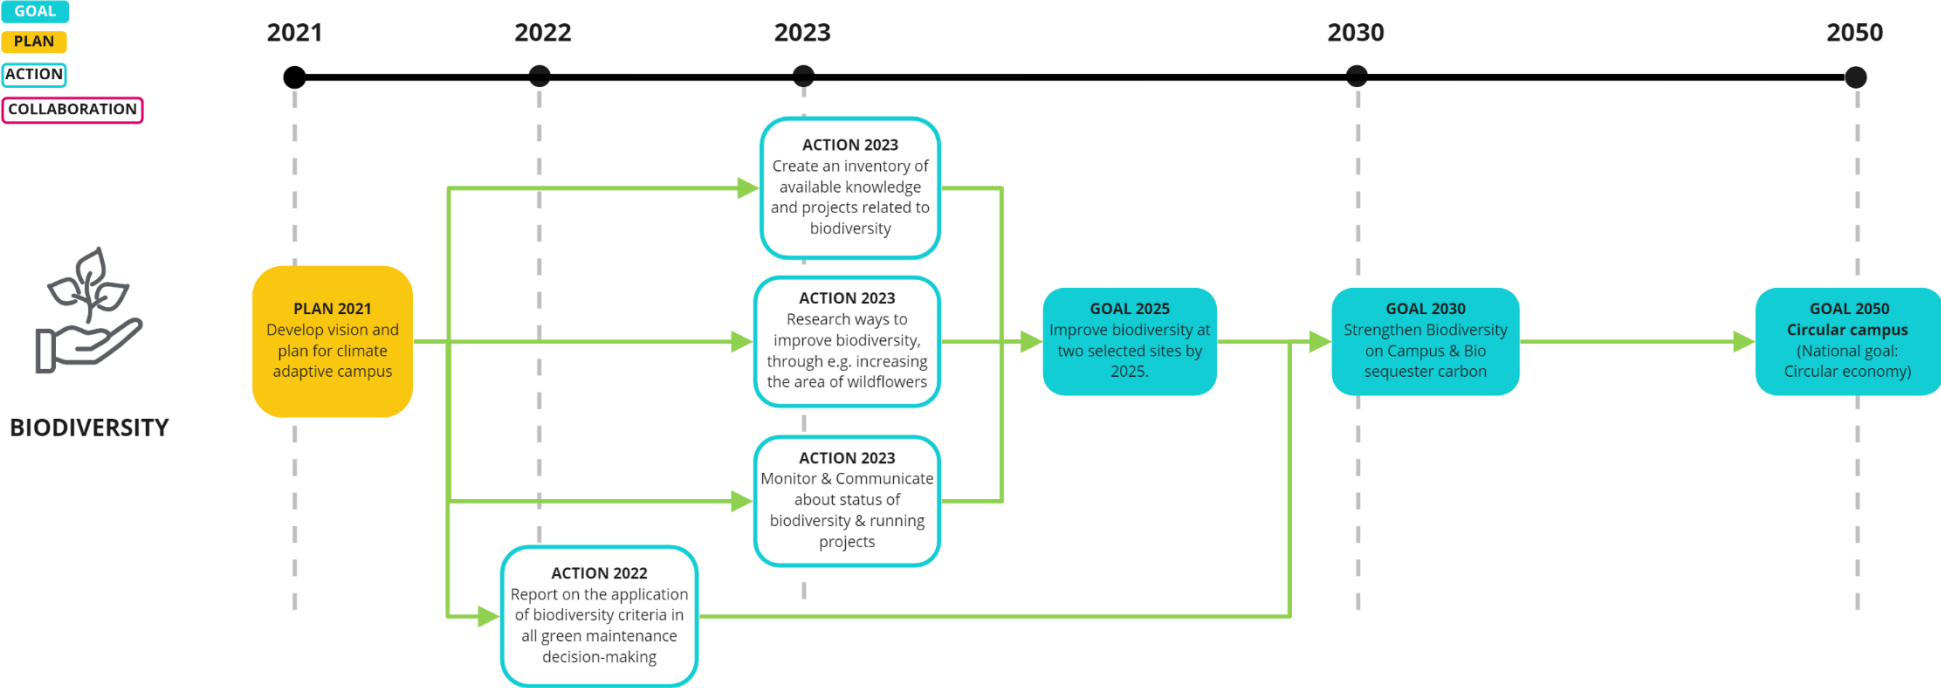 GOAL
PLAN
ACTION
COLLABORATION
2021
2022
2023
2030
2050
BIODIVERSITY
PLAN 2021
Develop vision and
plan for climate
adaptive campus
ACTION 2023
Create an inventory of
available knowledge
and projects related to
biodiversity
ACTION 2023
Research ways to
improve biodiversity,
through e.g. increasing
the area of wildflowers
ACTION 2023
Monitor & Communicate
about status of
biodiversity & running
projects
ACTION 2022
Report on the application
of biodiversity criteria in
all green maintenance
decision-making
GOAL 2025
Improve biodiversity at
two selected sites by
2025.
GOAL 2030
Strengthen Biodiversity
on Campus & Bio
sequester carbon
GOAL 2050
Circular campus
(National goal:
Circular economy)